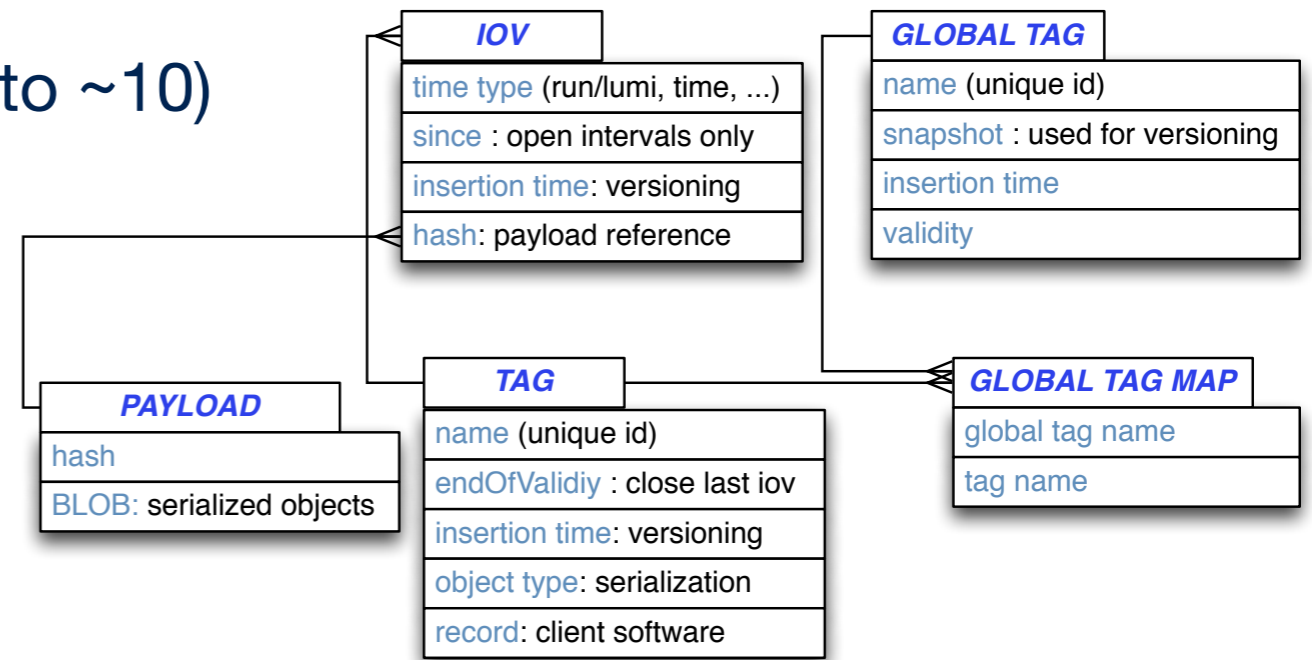 to ~10)
IOV
time type (run/lumi, time, ...)
since : open intervals only
insertion time: versioning
hash: payload reference
GLOBAL TAG
name (unique id)
snapshot : used for versioning
insertion time
validity
PAYLOAD
hash
BLOB: serialized objects
TAG
name (unique id)
endOfValidiy : close last iov
insertion time: versioning
object type: serialization
record: client software
GLOBAL TAG MAP
global tag name
tag name